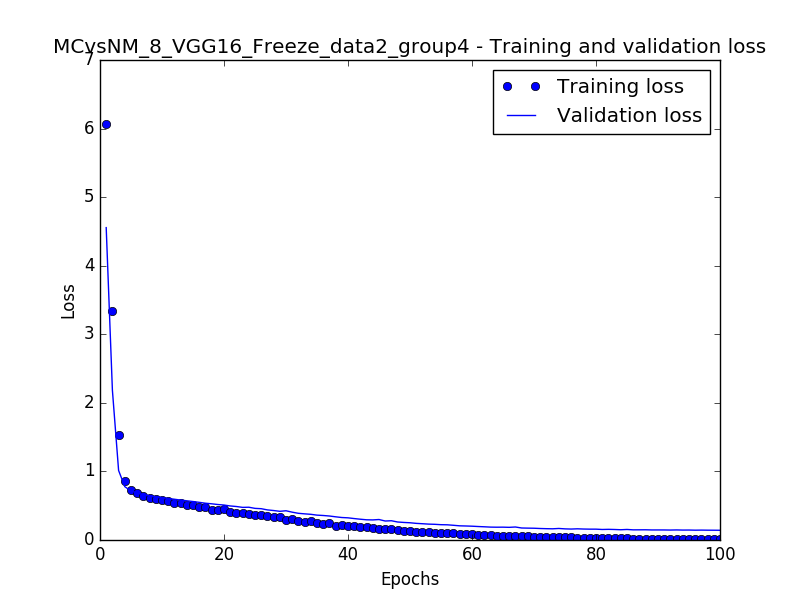 MCvsNM_8_VGG16_Freeze_data2_group4 - Training and validation loss
7
Training loss
Validation loss
6
5
4
Loss
3
2
1
0
0 20 40 60 80 100
Epochs